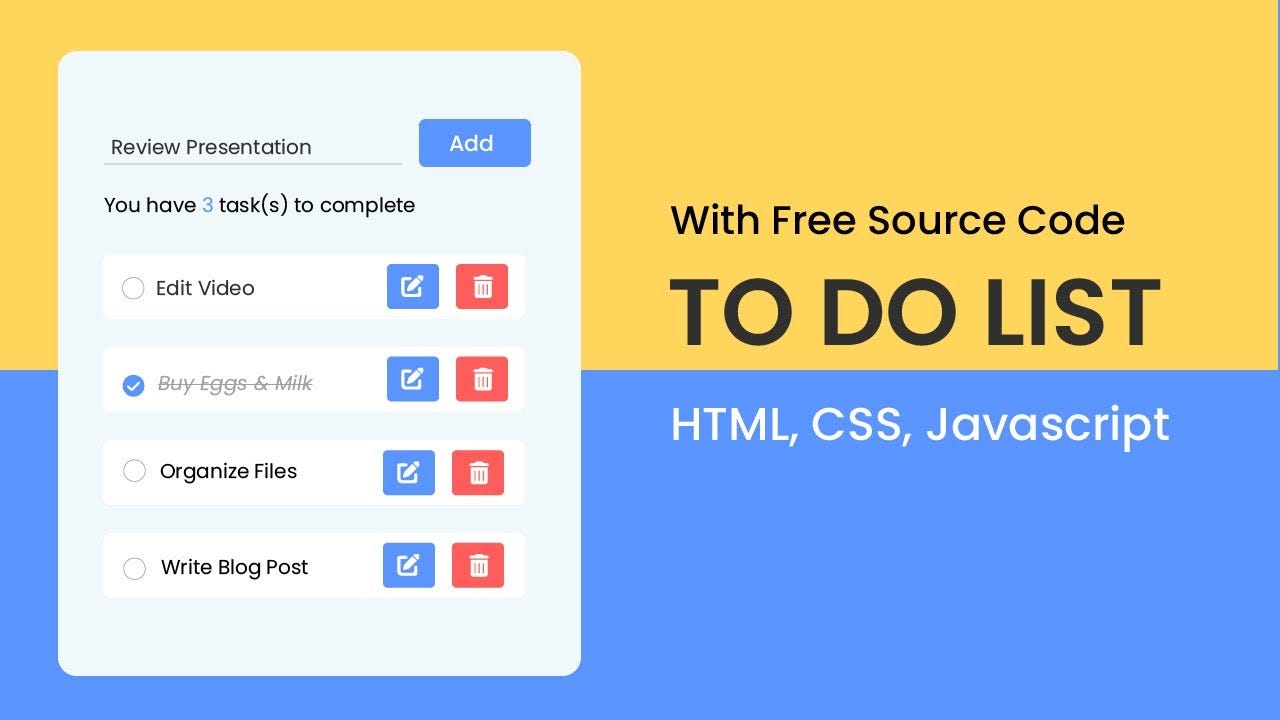 Review Presentation
Add
You have 3 task(s) to complete
Edit Video
Buy Eggs & Milk
Organize Files
Write Blog Post
With Free Source Code
TO DO LIST
HTML, CSS, Javascript